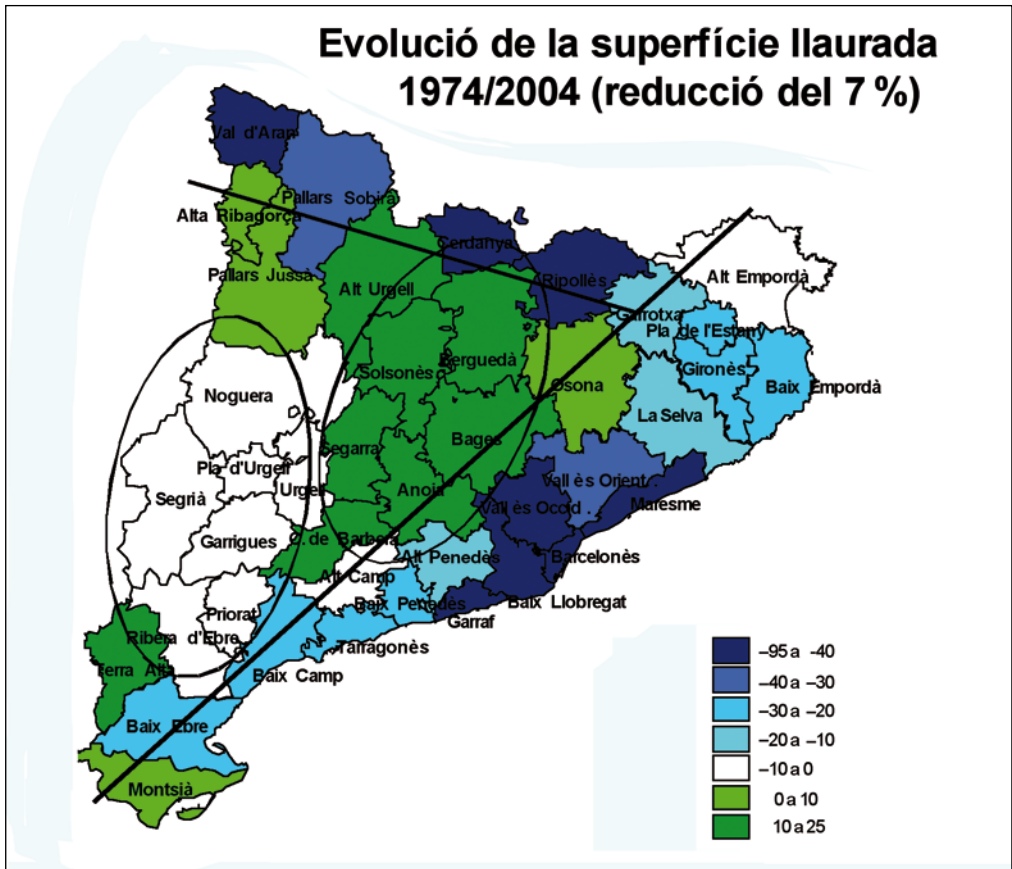 Evolució de la superfície llaurada
1974/2004 (reducció del 7 %)
Val d'Aran
Pallars Sobirà
Alta Ribagorça
Cerdanya
Ripollès
Alt Empordà
Pallars Jussà
Alt Urgell
Garrotxa
Pla de l'Estany
Berguedà
Solsonès
Gironès
Osona
Baix Empordà
Noguera
La Selva
Segarra
Bages
Pla d'Urgell
Urgell
Anoia
Vall ès Orient .
Segrià
Vall ès Occid .
Maresme
Garrigues
C. de Barberà
Alt Penedès
Barcelonès
Alt Camp
Baix Penedès
Baix Llobregat
Priorat
Garraf
Ribera d'Ebre
Tarragonès
Terra Alta
Baix Camp
Baix Ebre
Montsià
–95 a -40
–40 a –30
–30 a –20
–20 a –10
–10 a 0
0 a 10
10 a 25